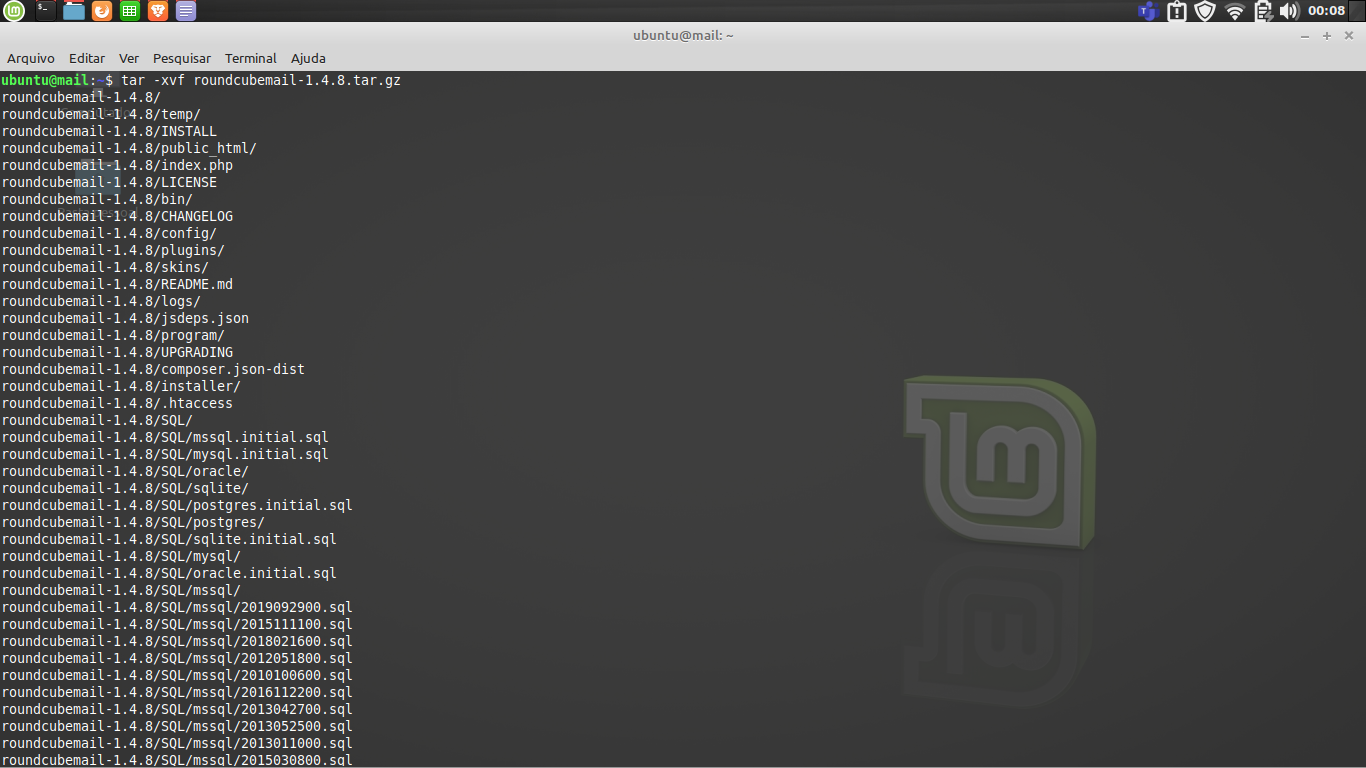 00:08
ubuntu@mail: ~
Arquivo Editar Ver Pesquisar Terminal Ajuda
ubuntu@mail:~$ tar -xvf roundcubemail-1.4.8.tar.gz
roundcubemail-1.4.8/
roundcubemail-1.4.8/temp/
roundcubemail-1.4.8/INSTALL
roundcubemail-1.4.8/public_html/
roundcubemail-1.4.8/index.php
roundcubemail-1.4.8/LICENSE
roundcubemail-1.4.8/bin/
roundcubemail-1.4.8/CHANGELOG
roundcubemail-1.4.8/config/
roundcubemail-1.4.8/plugins/
roundcubemail-1.4.8/skins/
roundcubemail-1.4.8/README.md
roundcubemail-1.4.8/logs/
roundcubemail-1.4.8/jsdeps.json
roundcubemail-1.4.8/program/
roundcubemail-1.4.8/UPGRADING
roundcubemail-1.4.8/composer.json-dist
roundcubemail-1.4.8/installer/
roundcubemail-1.4.8/.htaccess
roundcubemail-1.4.8/SQL/
roundcubemail-1.4.8/SQL/mssql.initial.sql
roundcubemail-1.4.8/SQL/mysql.initial.sql
roundcubemail-1.4.8/SQL/oracle/
roundcubemail-1.4.8/SQL/sqlite/
roundcubemail-1.4.8/SQL/postgres.initial.sql
roundcubemail-1.4.8/SQL/postgres/
roundcubemail-1.4.8/SQL/sqlite.initial.sql
roundcubemail-1.4.8/SQL/mysql/
roundcubemail-1.4.8/SQL/oracle.initial.sql
roundcubemail-1.4.8/SQL/mssql/
roundcubemail-1.4.8/SQL/mssql/2019092900.sql
roundcubemail-1.4.8/SQL/mssql/2015111100.sql
roundcubemail-1.4.8/SQL/mssql/2018021600.sql
roundcubemail-1.4.8/SQL/mssql/2012051800.sql
roundcubemail-1.4.8/SQL/mssql/2010100600.sql
roundcubemail-1.4.8/SQL/mssql/2016112200.sql
roundcubemail-1.4.8/SQL/mssql/2013042700.sql
roundcubemail-1.4.8/SQL/mssql/2013052500.sql
roundcubemail-1.4.8/SQL/mssql/2013011000.sql
roundcubemail-1.4.8/SQL/mssql/2015030800.sql